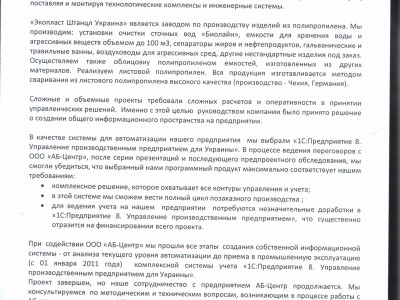 поставляя и монтируя технологические комплексы и инженерные системы.
«Экопласт Штанцл Украина» является заводом по производству изделий из полипропилена. Мы
производим: установки очистки сточных вод «Биолайн», емкости для хранения воды и
агрессивных веществ объемом до 100 м3, сепараторы жиров и нефтепродуктов, гальванические и
травильные ванны, воздуховоды для агрессивных сред, другие нестандартные изделия под заказ.
Осуществляем также облицовку полипропиленом емкостей, изготовленных из других
материалов. Реализуем листовой полипропилен. Вся продукция изготавливается методом
сваривания из листового полипропилена высокого качества (производство - Чехия, Германия).
Сложные и объемные проекты требовали сложных расчетов и оперативности в принятии
управленческих решений. Именно с этой целью руководством компании было принято решение
о создании общего информационного пространства на предприятии.
В качестве системы для автоматизации нашего предприятия мы выбрали «1С:Предприятие 8.
Управление производственным предприятием для Украины». В процессе ведения переговоров с
ООО «АБ-Центр», после серии презентаций и последующего предпроектного обследования, мы
смогли убедиться, что выбранный нами программный продукт максимально соответствует нашим
требованиям:
• комплексное решение, которое охватывает все контуры управления и учета;
• в этой системе мы сможем вести полный цикл позаказного производства ;
• для ведения учета на нашем предприятии потребуются незначительные доработки в
«1С:Предприятие 8. Управление производственным предприятием», что существенно
отразится на финансировании всего проекта.
При содействии ООО «АБ-Центр» мы прошли все этапы создания собственной информационной
системы - от анализа текущего уровня автоматизации до приема в промышленную эксплуатацию
(с 01 января 2011 года) комплексной системы учета «1С:Предприятие 8. Управление
производственным предприятием для Украины».
Проект завершен, но наше сотрудничество с предприятием АБ-Центр продолжается. Мы
консультируемся по методическим и техническим вопросам, возникающим в процессе работы с